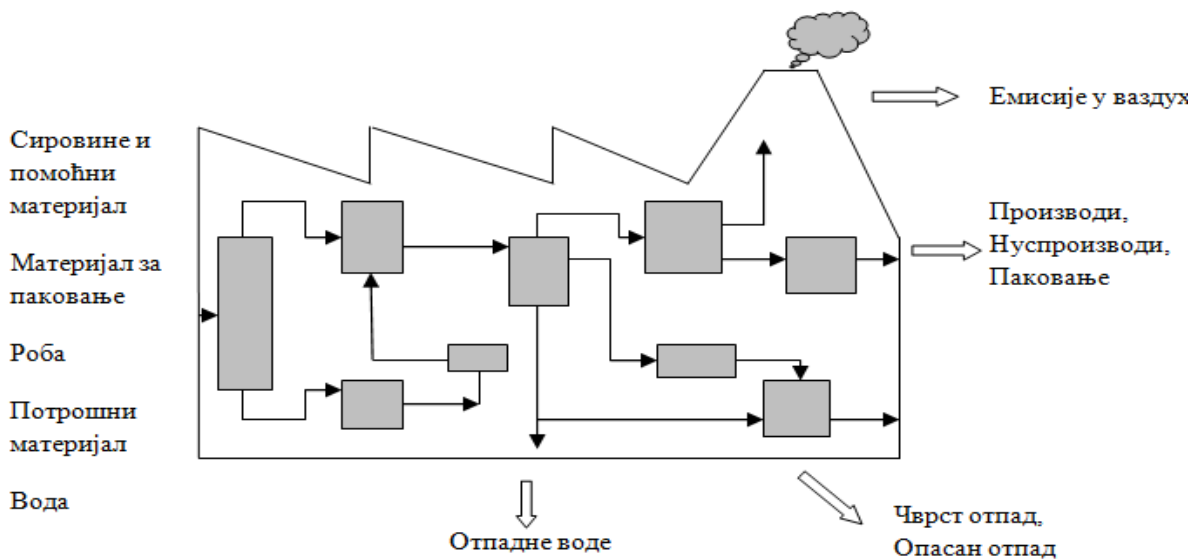 Сировине и
помоћни
материјал
Материјал за
паковање
Роба
Потрошни
материјал
Вода
Емисије у ваздух
Производи,
Нуспроизводи,
Паковање
Отпадне воде
Чврст отпад,
Опасан отпад